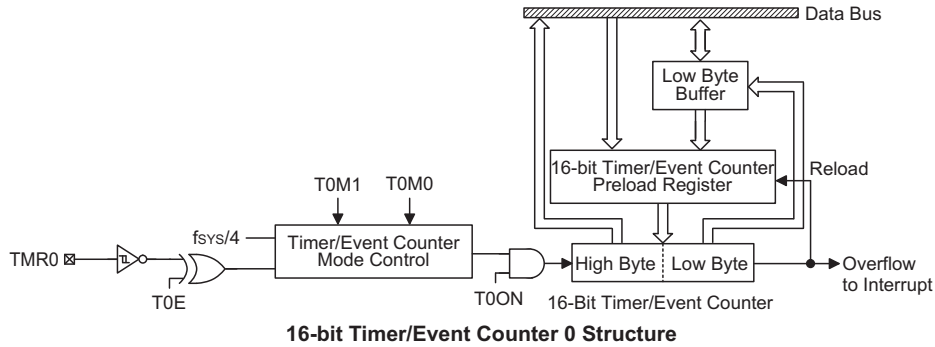 Data Bus
Low Byte
Buffer
16-bit Timer/Event Counter
Preload Register
Reload
T0M1
T0M0
fSYS/4
Timer/Event Counter
Mode Control
TMR0
T0E
T0ON
High Byte
Low Byte
Overflow
to Interrupt
16-Bit Timer/Event Counter
16-bit Timer/Event Counter 0 Structure